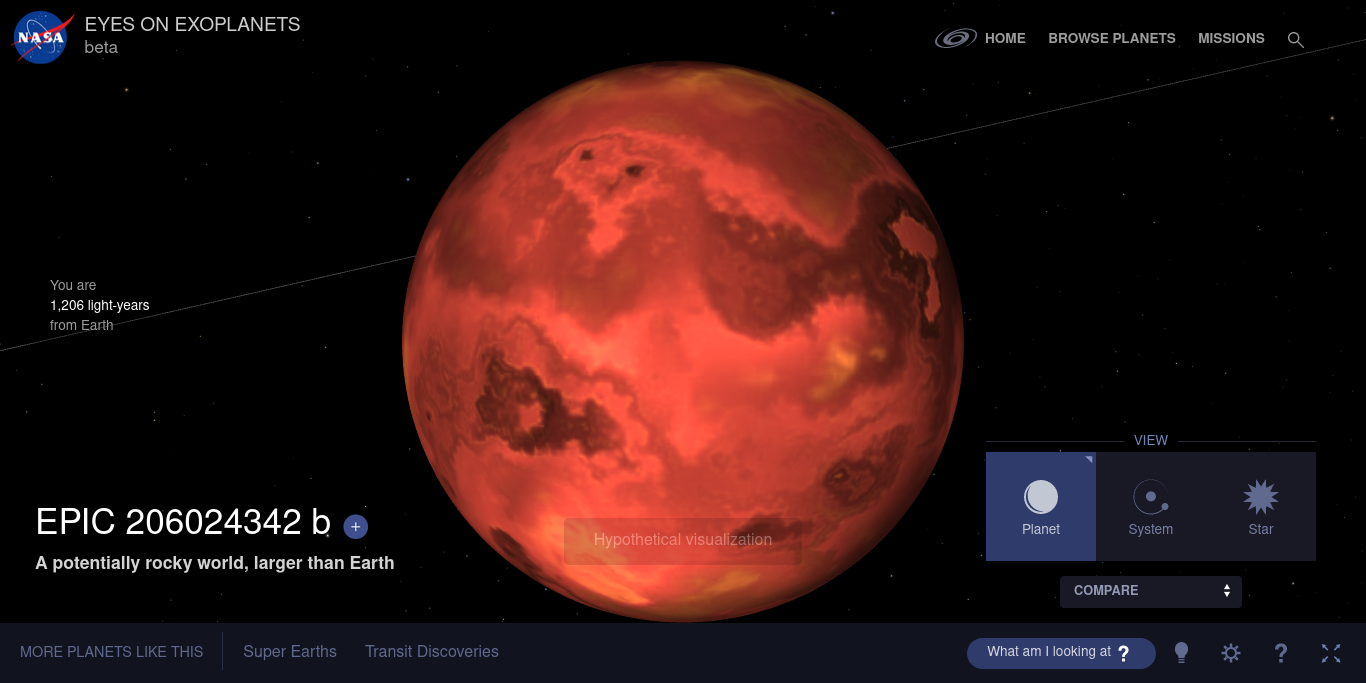 NASA
EYES ON EXOPLANETS
beta
HOME
BROWSE PLANETS
MISSIONS
You are
1,206 light-years
from Earth
VIEW
Planet
System
Star
EPIC 206024342 b +
A potentially rocky world, larger than Earth
Hypothetical visualization
COMPARE
MORE PLANETS LIKE THIS
Super Earths
Transit Discoveries
What am I looking at ?
?